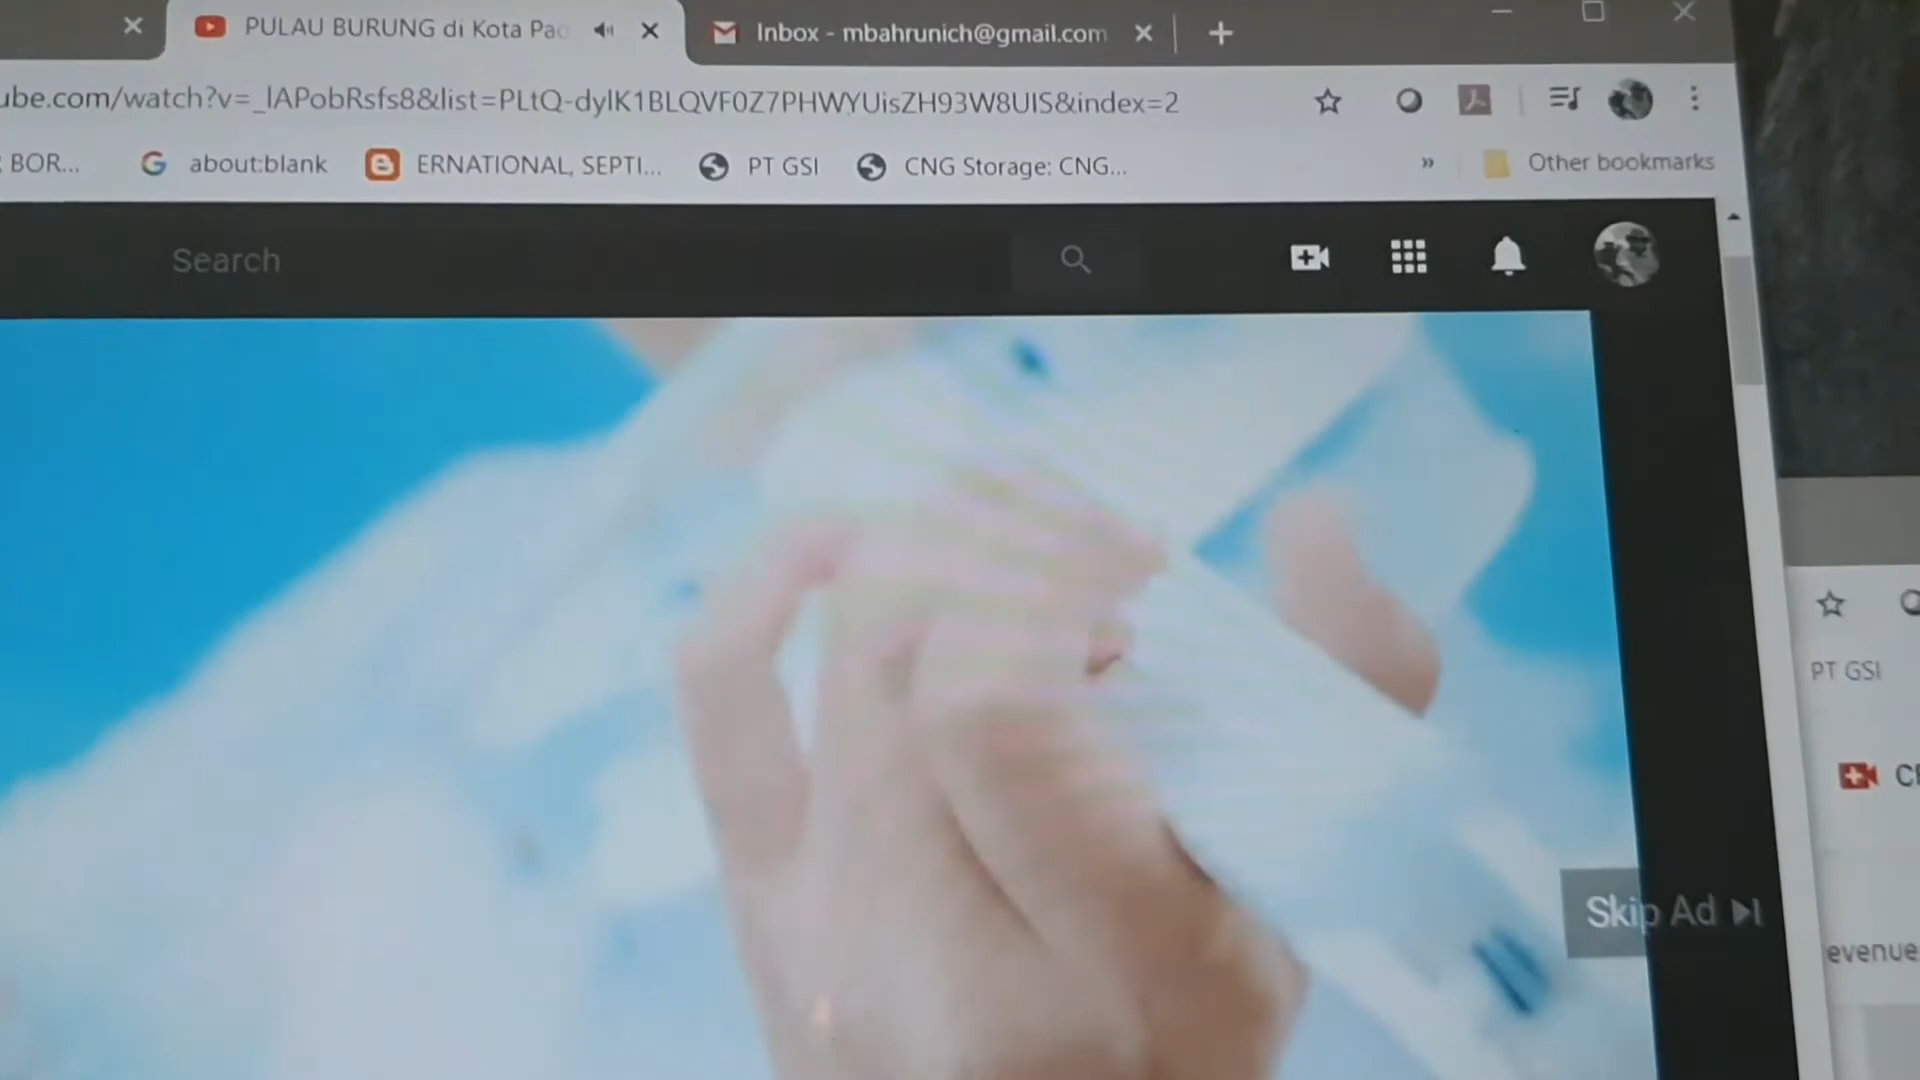 PULAU BURUNG di Kota Pag
Inbox - mbahrunich@gmail.com
ube.com/watch?v=_lAPobRsfs8&list=PLtQ-dylK1BLQVF0Z7PHWYUisZH93W8UIS&index=2
BOR... about:blank ERNATIONAL, SEPTI... PT GSI CNG Storage: CNG... » Other bookmarks
Search
PT GSI
Skip Ad
evenue